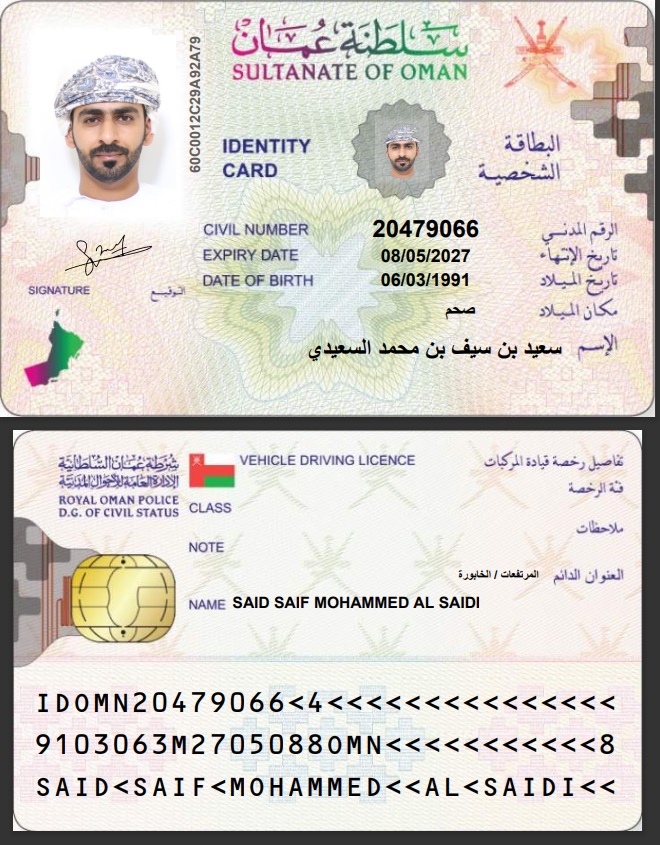 سلطنة عمان
SULTANATE OF OMAN
60C0012C29A92A79
IDENTITY CARD
البطاقة الشخصية
CIVIL NUMBER 20479066 الرقم المدني
EXPIRY DATE 08/05/2027 تاريخ الإنتهاء
DATE OF BIRTH 06/03/1991 تاريخ الميلاد
صحم مكان الميلاد
الإسم سعيد بن سيف بن محمد السعيدي
SIGNATURE التوقيع
شرطة عمان السلطانية
الإدارة العامة للأحوال المدنية
ROYAL OMAN POLICE
D.G. OF CIVIL STATUS
VEHICLE DRIVING LICENCE تفاصيل رخصة قيادة المركبات
CLASS فئة الرخصة
NOTE ملاحظات
العنوان الدائم المرتفعات / الخابورة
NAME SAID SAIF MOHAMMED AL SAIDI
IDOMN20479066<4<<<<<<<<<<<<<<<
9103063M2705088OMN<<<<<<<<<<<8
SAID<SAIF<MOHAMMED<<AL<SAIDI<<